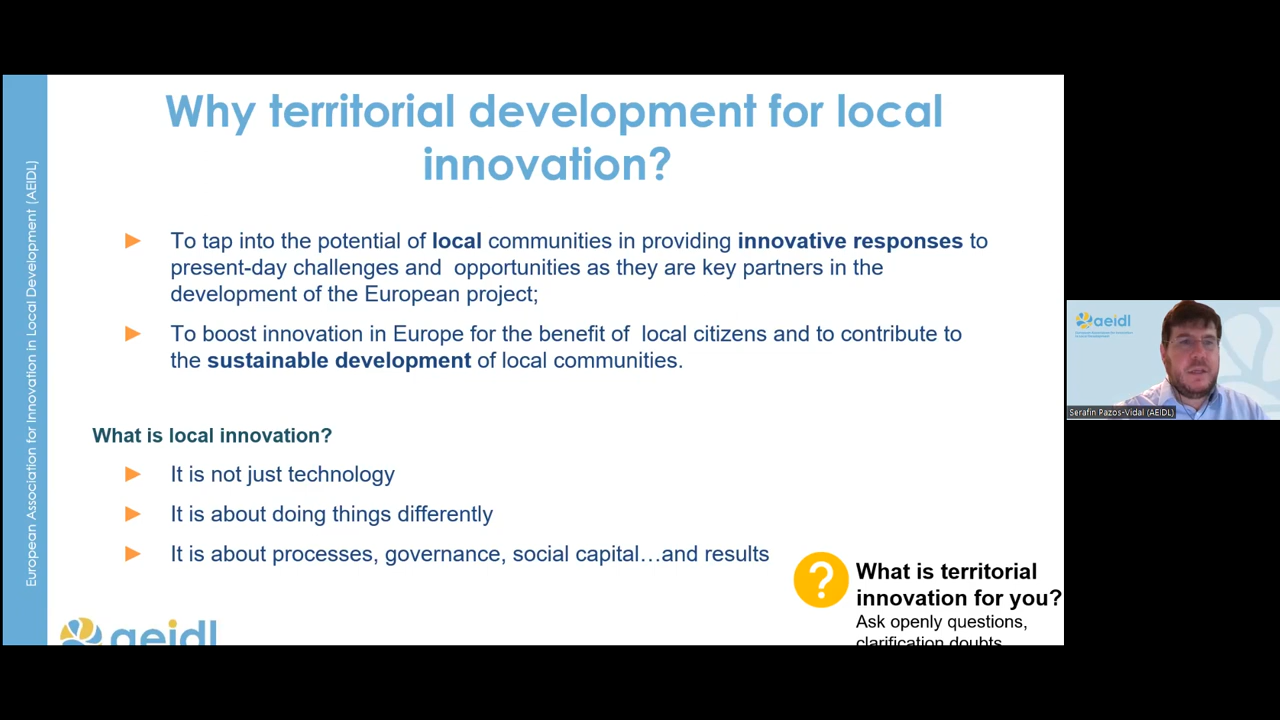 Why territorial development for local
innovation?
European Association for Innovation in Local Development (AEIDL)
To tap into the potential of local communities in providing innovative responses to
present-day challenges and opportunities as they are key partners in the
development of the European project;
To boost innovation in Europe for the benefit of local citizens and to contribute to
the sustainable development of local communities.
What is local innovation?
It is not just technology
It is about doing things differently
It is about processes, governance, social capital…and results
?
What is territorial
innovation for you?
Ask openly questions,
clarification doubts
aeidl
aeidl
Serafin Pazos-Vidal (AEIDL)